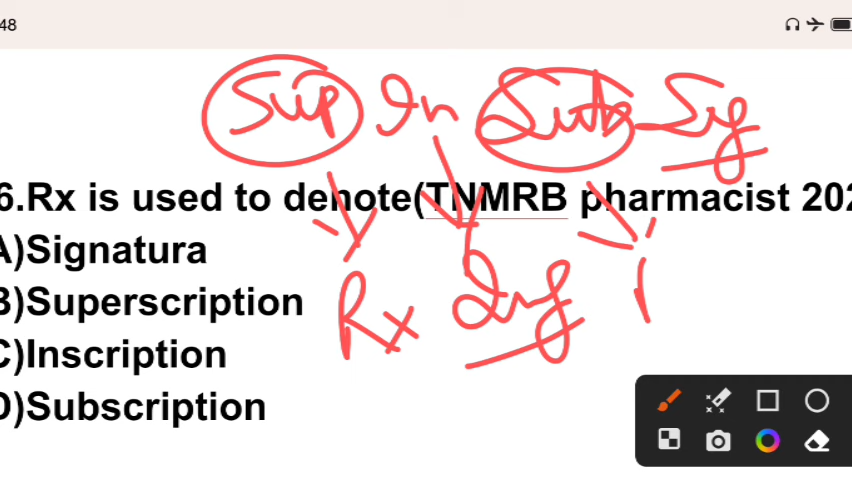 48
Sup In Sub Sig
6.Rx is used to denote(TNMRB pharmacist 202
A)Signatura
B)Superscription
Rx Ing i
C)Inscription
D)Subscription